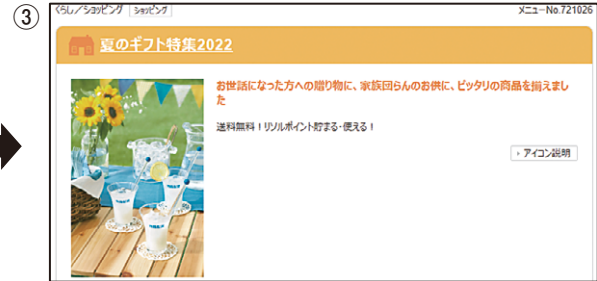 ③
くらし／ショッピング ショッピング
メニューNo.721026
夏のギフト特集2022
お世話になった方への贈り物に、家族団らんのお供に、ピッタリの商品を揃えまし
た
送料無料！リソルポイント貯まる・使える！
アイコン説明